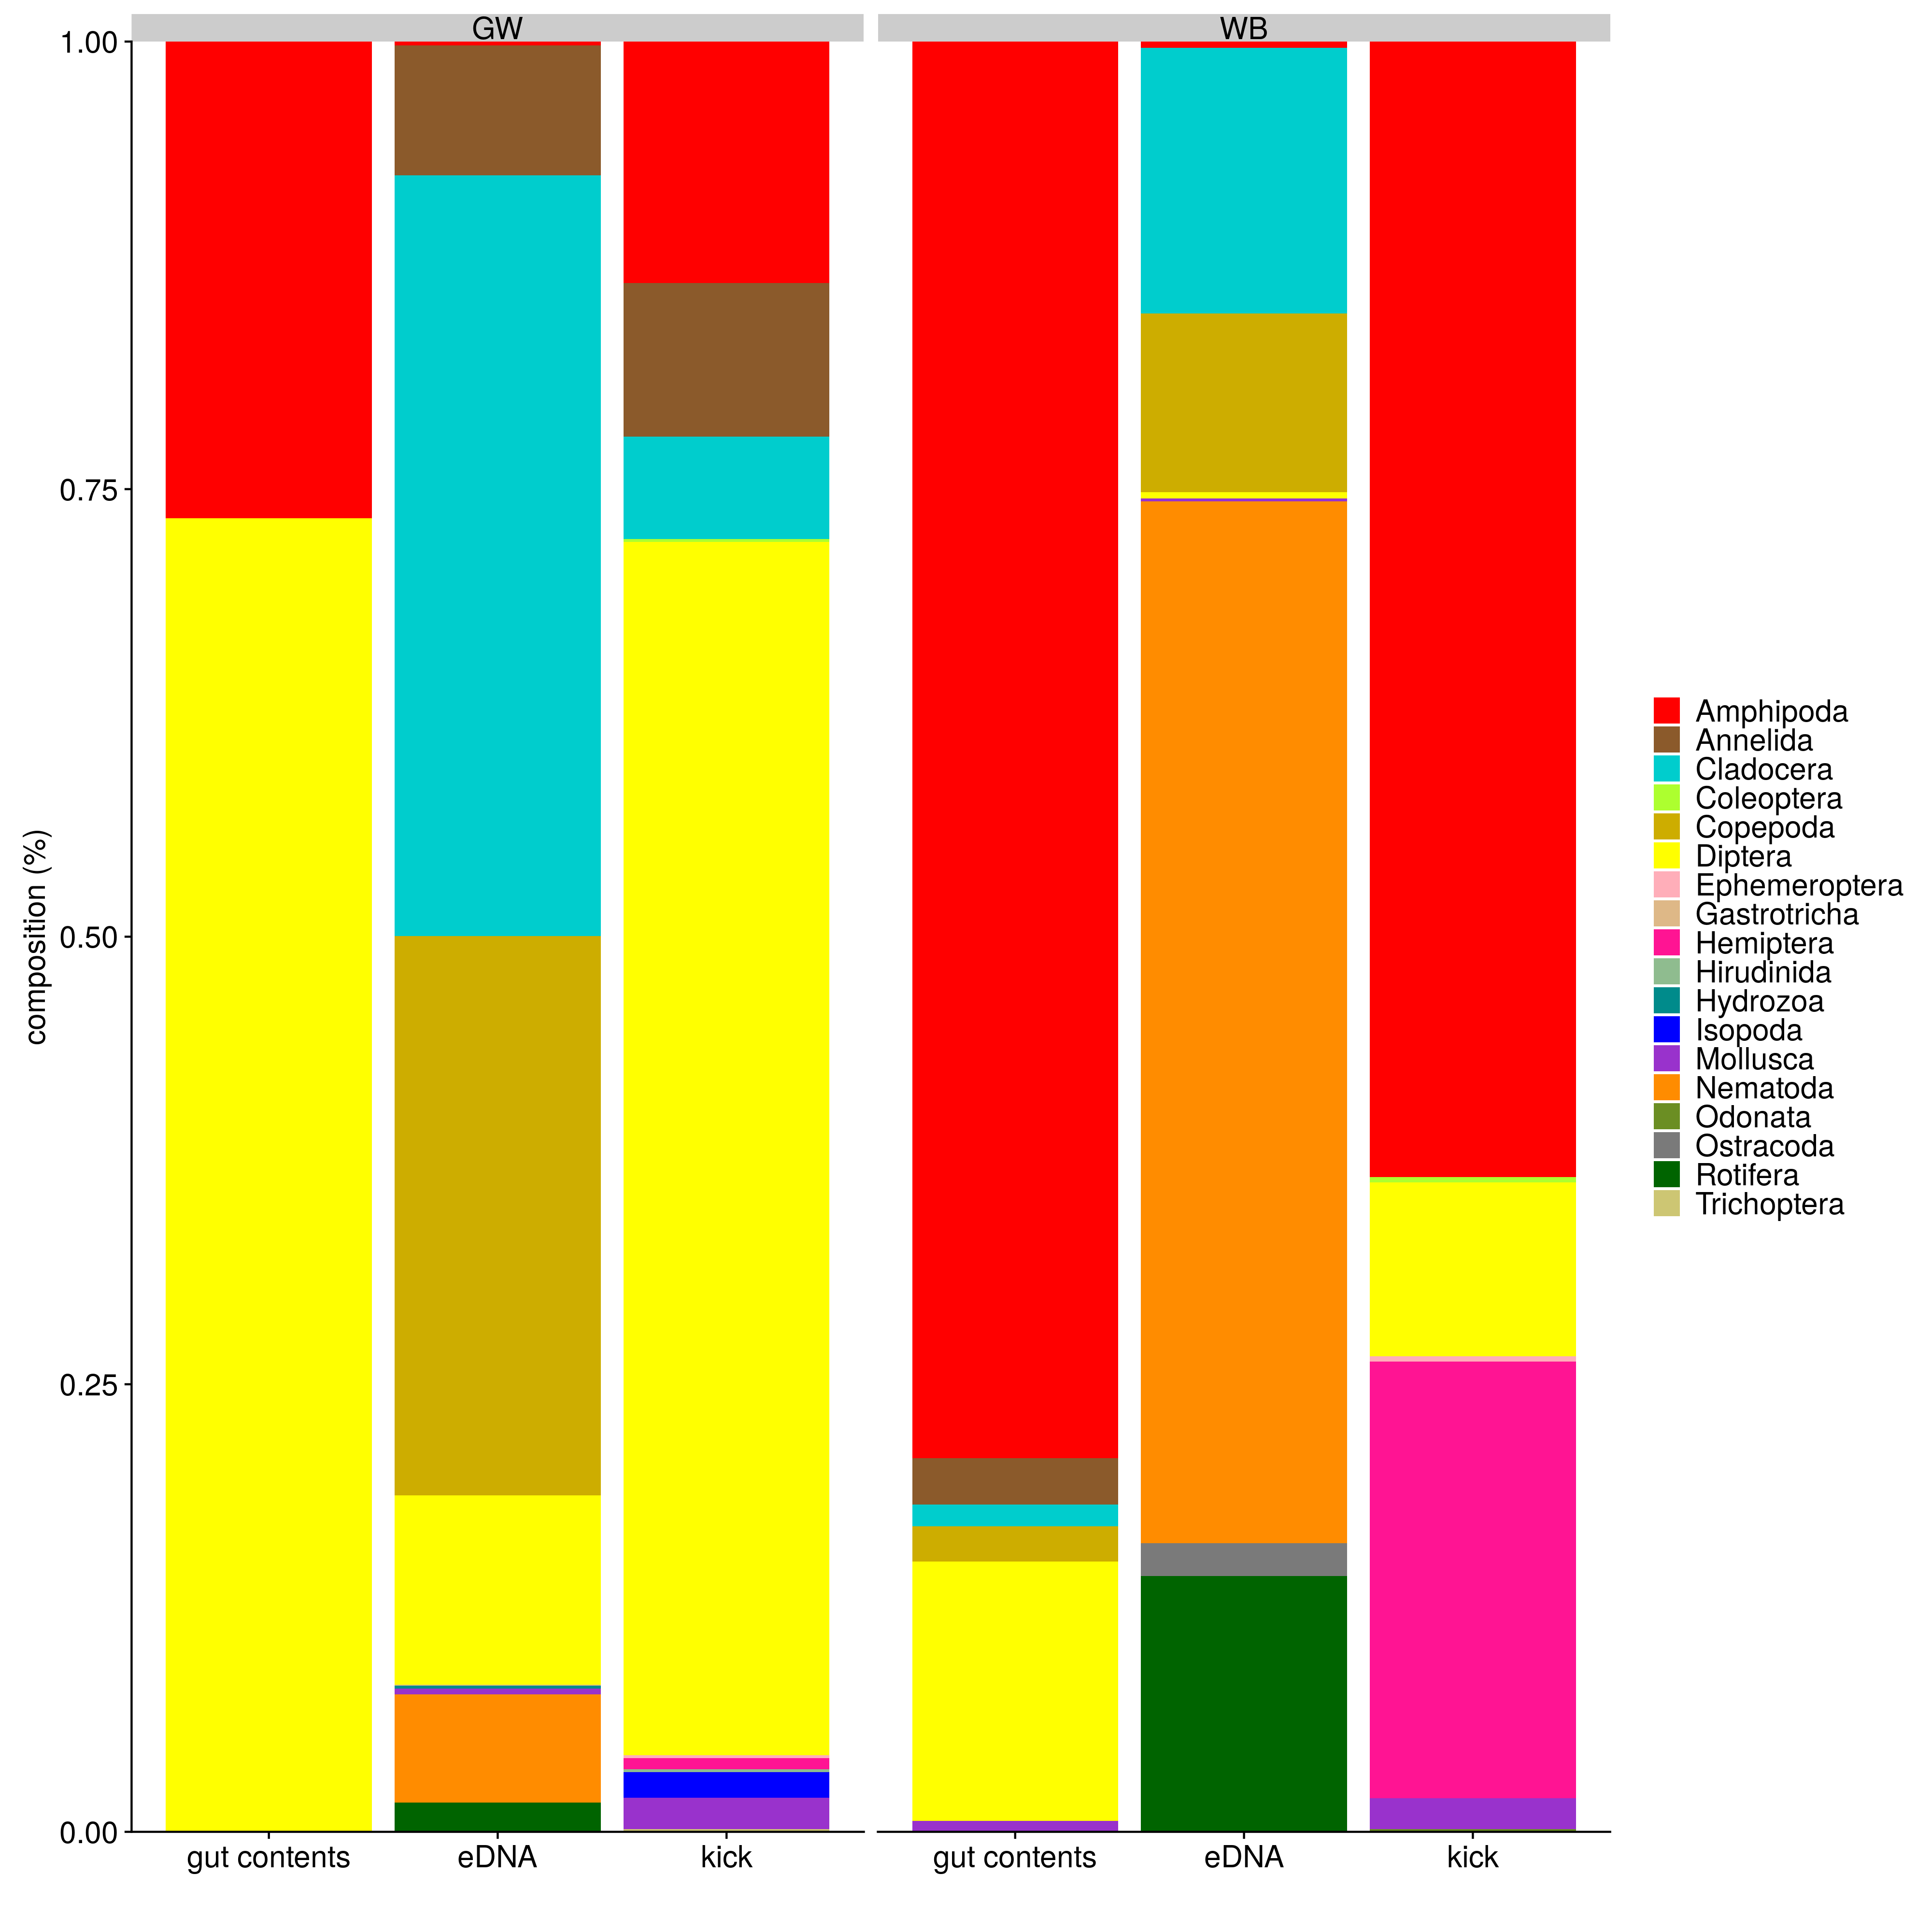 GW
WB
1.00
0.75
0.50
0.25
0.00
composition (%)
gut contents
eDNA
kick
gut contents
eDNA
kick
Amphipoda
Annelida
Cladocera
Coleoptera
Copepoda
Diptera
Ephemeroptera
Gastrotricha
Hemiptera
Hirudinida
Hydrozoa
Isopoda
Mollusca
Nematoda
Odonata
Ostracoda
Rotifera
Trichoptera